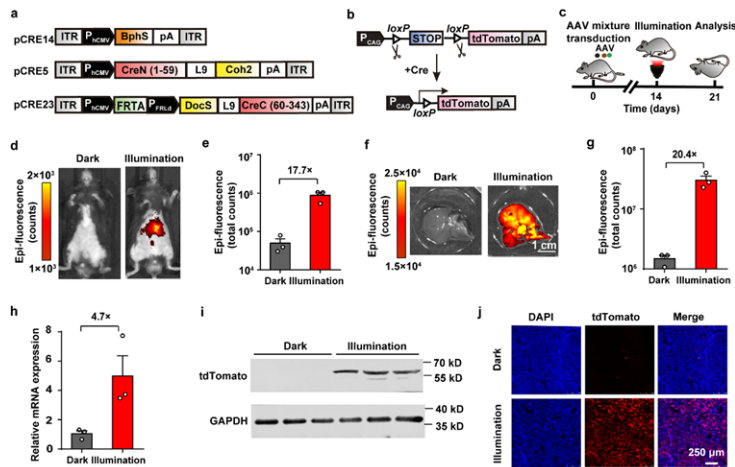 a
pCRE14 ITR PhCMV BphS pA ITR
pCRE5 ITR PhCMV CreN (1-59) L9 Coh2 pA ITR
pCRE23 ITR PhCMV FRTA PFRLd DocS L9 CreC (60-343) pA ITR
b
loxP loxP
PCAG STOP tdTomato pA
+Cre
PCAG loxP tdTomato pA
c
AAV mixture transduction Illumination Analysis
AAV
0 14 21
Time (days)
d
Dark Illumination
2×10³
Epi-fluorescence
(counts)
1×10³
e
17.7×
Epi-fluorescence
(total counts)
10⁷
10⁶
10⁵
10⁴
Dark Illumination
f
Dark Illumination
2.5×10⁴
Epi-fluorescence
(counts)
1.5×10⁴
1 cm
g
20.4×
Epi-fluorescence
(total counts)
10⁸
10⁷
10⁶
Dark Illumination
h
4.7×
Relative mRNA expression
8
6
4
2
0
Dark Illumination
i
Dark Illumination
tdTomato
70 kD
55 kD
GAPDH
40 kD
35 kD
j
DAPI tdTomato Merge
Dark
Illumination
250 μm